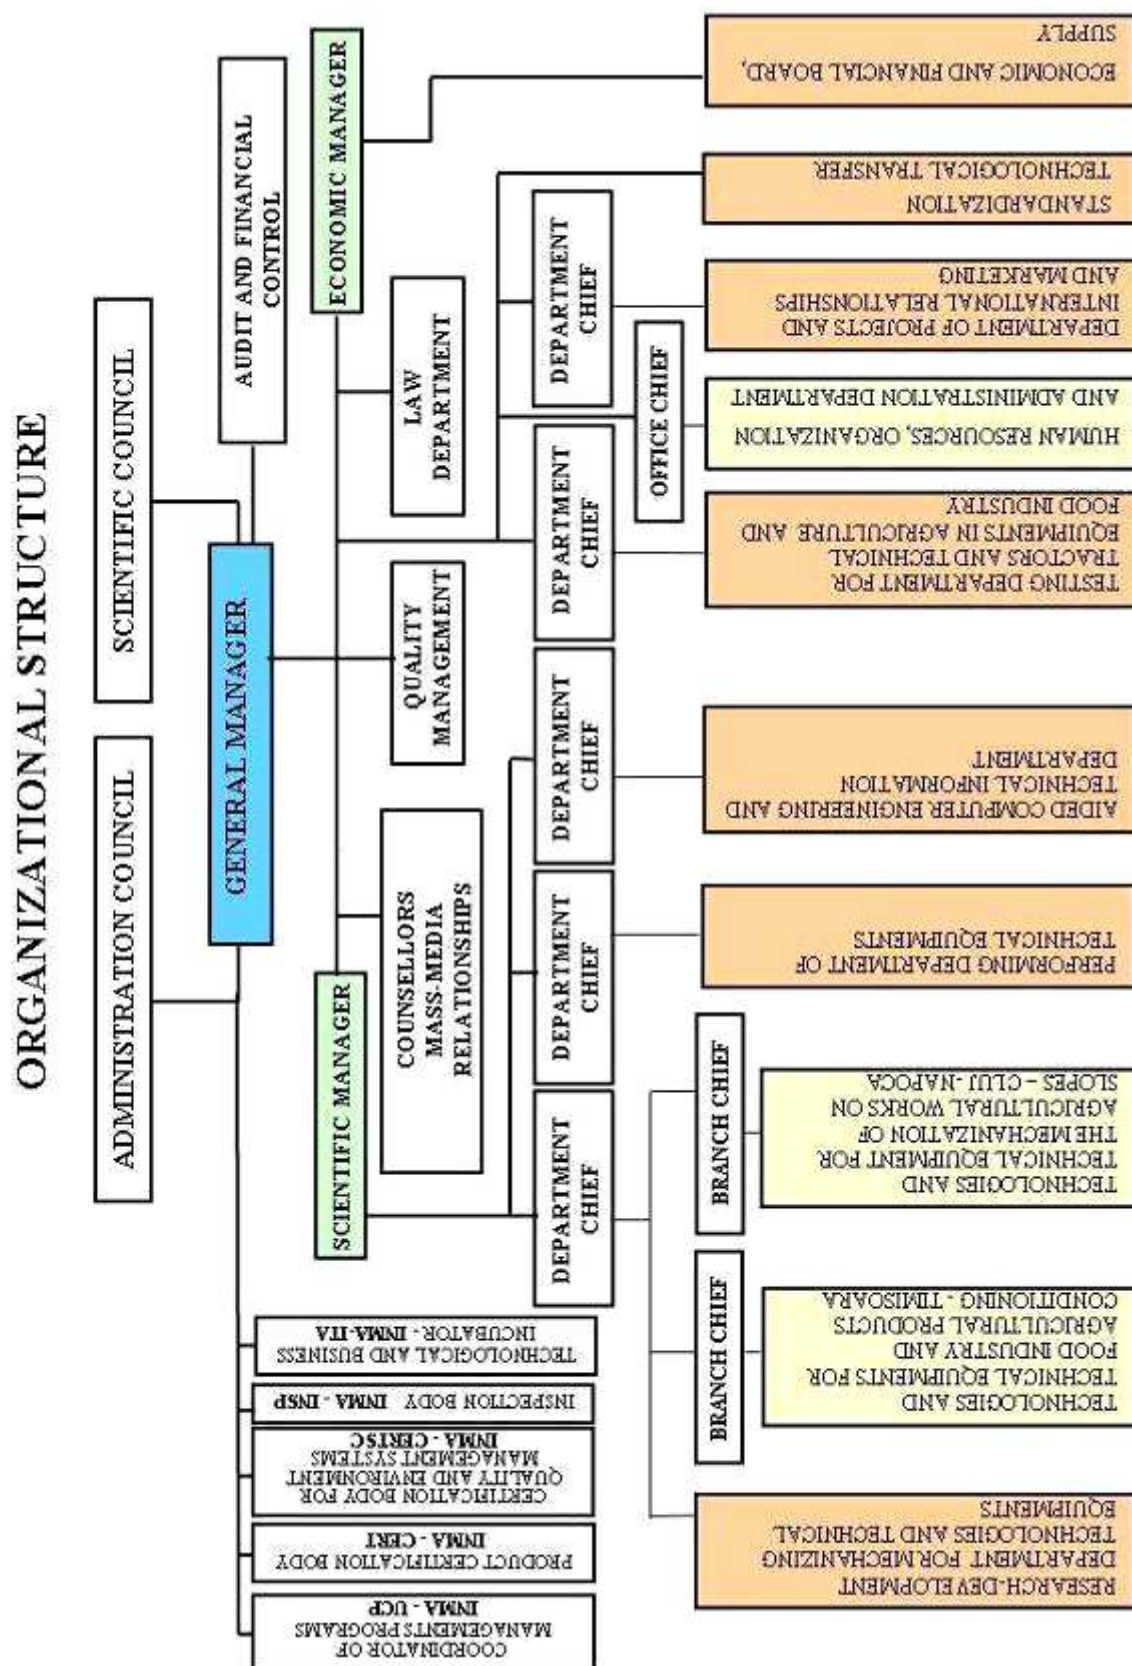 ORGANIZATIONAL STRUCTURE
ADMINISTRATION COUNCIL
SCIENTIFIC COUNCIL
GENERAL MANAGER
AUDIT AND FINANCIAL
CONTROL
SCIENTIFIC MANAGER
ECONOMIC MANAGER
COUNSELLORS
MASS-MEDIA
RELATIONSHIPS
QUALITY
MANAGEMENT
LAW
DEPARTMENT
COORDINATOR OF
MANAGEMENTS PROGRAMS
INMA - UCP
PRODUCT CERTIFICATION BODY
INMA - CERT
CERTIFICATION BODY FOR
QUALITY AND ENVIRONMENT
MANAGEMENT SYSTEMS
INMA - CERTSC
INSPECTION BODY INMA - INSP
TECHNOLOGICAL AND BUSINESS
INCUBATOR - INMA-ITA
DEPARTMENT
CHIEF
DEPARTMENT
CHIEF
DEPARTMENT
CHIEF
DEPARTMENT
CHIEF
DEPARTMENT
CHIEF
OFFICE CHIEF
BRANCH CHIEF
BRANCH CHIEF
RESEARCH-DEVELOPMENT
DEPARTMENT FOR MECHANIZING
TECHNOLOGIES AND TECHNICAL
EQUIPMENTS
TECHNOLOGIES AND
TECHNICAL EQUIPMENTS FOR
FOOD INDUSTRY AND
AGRICULTURAL PRODUCTS
CONDITIONING - TIMISOARA
TECHNOLOGIES AND
TECHNICAL EQUIPMENT FOR
THE MECHANIZATION OF
AGRICULTURAL WORKS ON
SLOPES – CLUJ -NAPOCA
PERFORMING DEPARTMENT OF
TECHNICAL EQUIPMENTS
AIDED COMPUTER ENGINEERING AND
TECHNICAL INFORMATION
DEPARTMENT
TESTING DEPARTMENT FOR
TRACTORS AND TECHNICAL
EQUIPMENTS IN AGRICULTURE AND
FOOD INDUSTRY
HUMAN RESOURCES, ORGANIZATION
AND ADMINISTRATION DEPARTMENT
DEPARTMENT OF PROJECTS AND
INTERNATIONAL RELATIONSHIPS
AND MARKETING
STANDARDIZATION
TECHNOLOGICAL TRANSFER
ECONOMIC AND FINANCIAL BOARD,
SUPPLY